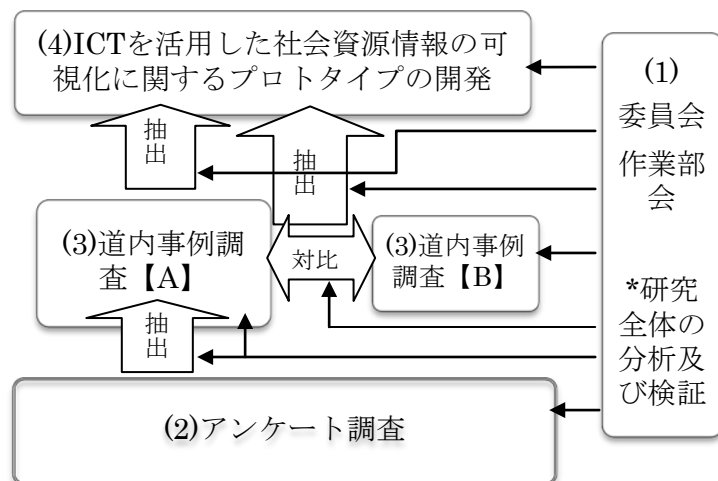 (4)ICTを活用した社会資源情報の可
視化に関するプロトタイプの開発
(1)
委員会
作業部
会
*研究
全体の
分析及
び検証
抽
出
抽
出
(3)道内事例調
査【A】
対比
(3)道内事例
調査【B】
抽
出
(2)アンケート調査